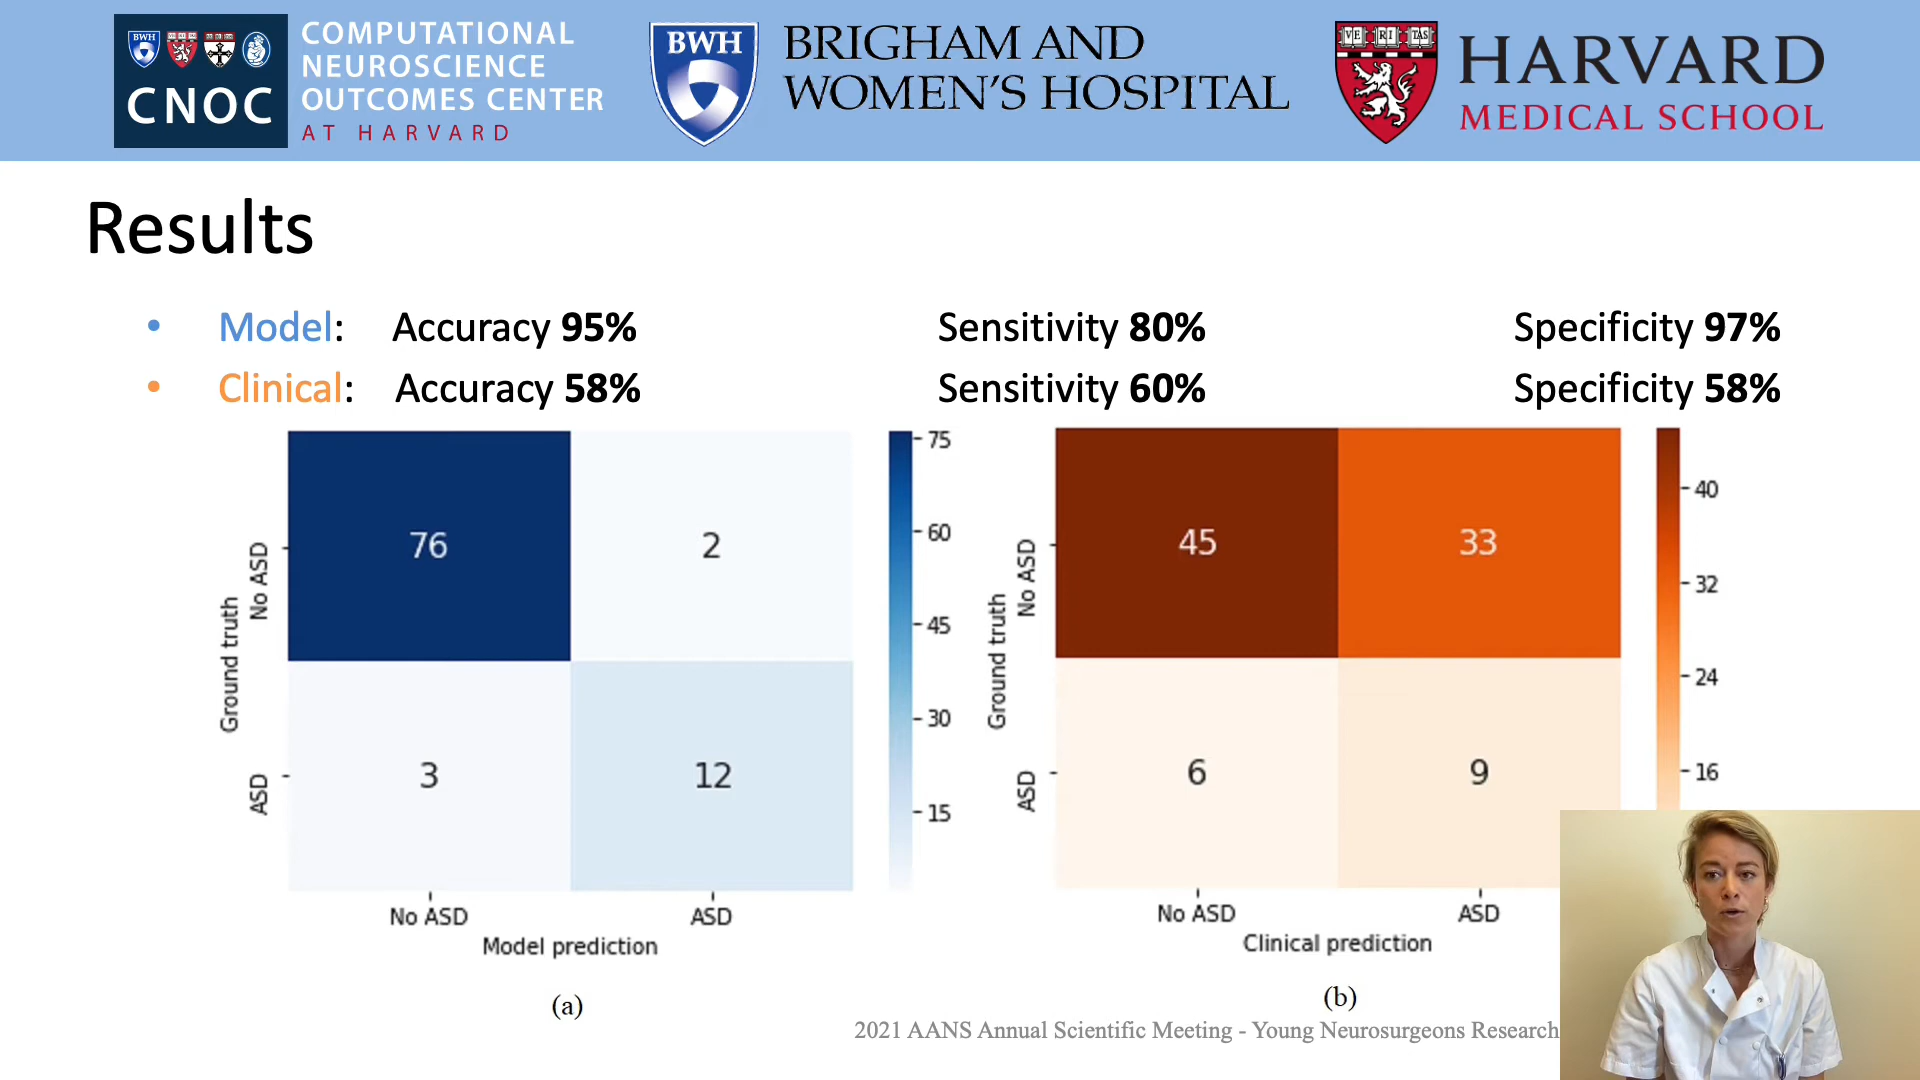 BWH
CNOC
COMPUTATIONAL
NEUROSCIENCE
OUTCOMES CENTER
AT HARVARD
BWH
BRIGHAM AND
WOMEN'S HOSPITAL
VE RI TAS
HARVARD
MEDICAL SCHOOL
Results
• Model: Accuracy 95% Sensitivity 80% Specificity 97%
• Clinical: Accuracy 58% Sensitivity 60% Specificity 58%
Ground truth
No ASD
ASD
76
2
3
12
75
60
45
30
15
No ASD
ASD
Model prediction
(a)
Ground truth
No ASD
ASD
45
33
6
9
40
32
24
16
No ASD
ASD
Clinical prediction
(b)
2021 AANS Annual Scientific Meeting - Young Neurosurgeons Research